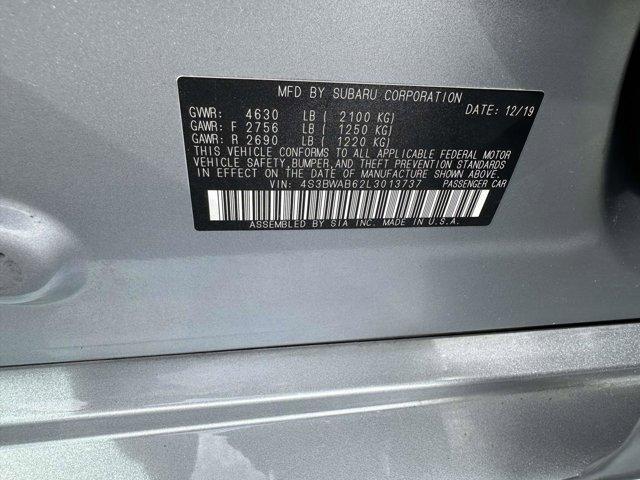 MFD BY SUBARU CORPORATION
DATE: 12/19
GVWR: 4630 LB ( 2100 KG)
GAWR: F 2756 LB ( 1250 KG)
GAWR: R 2690 LB ( 1220 KG)
THIS VEHICLE CONFORMS TO ALL APPLICABLE FEDERAL MOTOR
VEHICLE SAFETY, BUMPER, AND THEFT PREVENTION STANDARDS
IN EFFECT ON THE DATE OF MANUFACTURE SHOWN ABOVE.
VIN: 4S3BWAB62L3013737 PASSENGER CAR
ASSEMBLED BY SIA INC. MADE IN U.S.A.